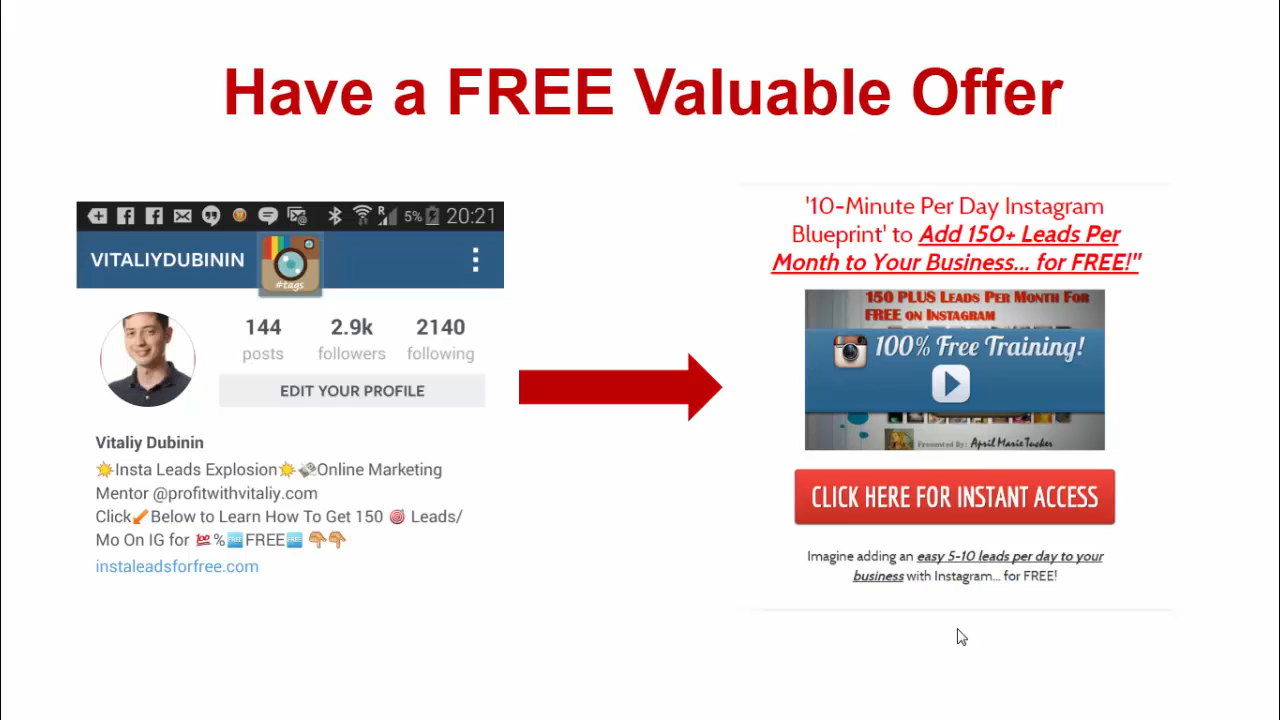 Have a FREE Valuable Offer
R 5% 20:21
VITALIYDUBININ
#tags
144 2.9k 2140
posts followers following
EDIT YOUR PROFILE
Vitaliy Dubinin
💥Insta Leads Explosion💥💸Online Marketing
Mentor @profitwithvitaliy.com
Click↙Below to Learn How To Get 150 🎯 Leads/
Mo On IG for 💯%🆓FREE🆓 👇👇
instaleadsforfree.com
'10-Minute Per Day Instagram
Blueprint' to Add 150+ Leads Per
Month to Your Business... for FREE!"
150 PLUS LEADS PER MONTH FOR
FREE ON INSTAGRAM
100% Free Training!
Presented By: April Marie Tucker
CLICK HERE FOR INSTANT ACCESS
Imagine adding an easy 5-10 leads per day to your
business with Instagram... for FREE!